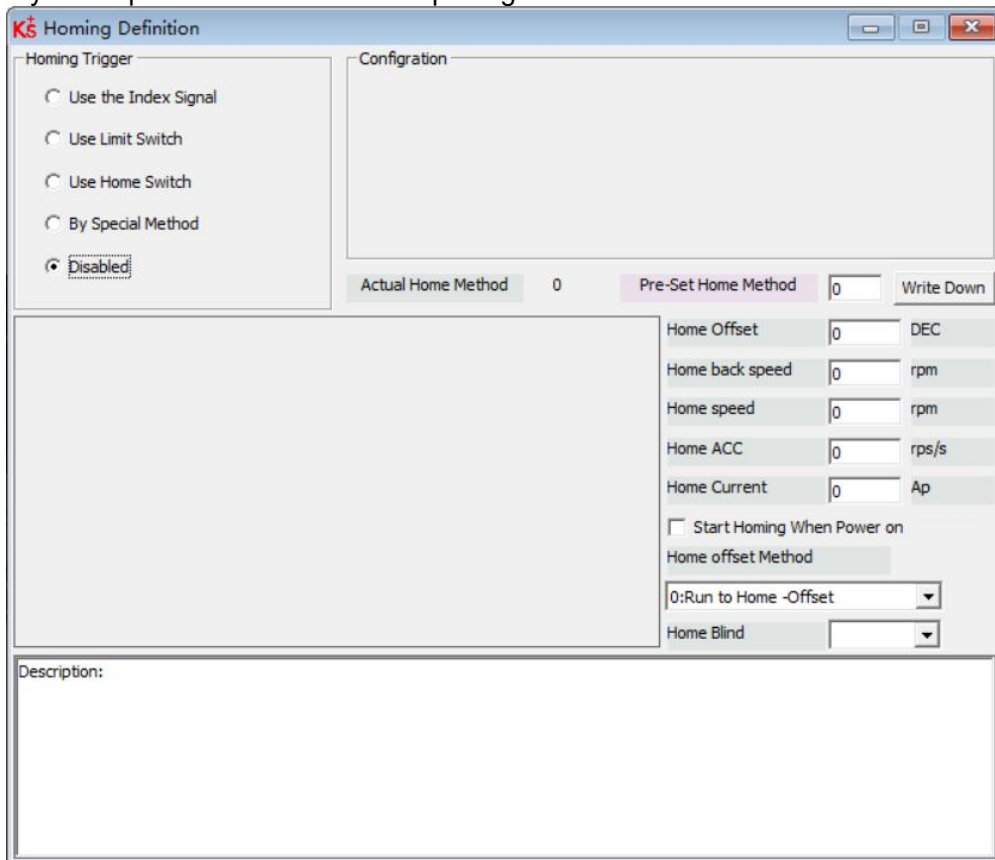 Homing Definition
Homing Trigger
Use the Index Signal
Use Limit Switch
Use Home Switch
By Special Method
Disabled
Configration
Actual Home Method 0 Pre-Set Home Method 0 Write Down
Home Offset 0 DEC
Home back speed 0 rpm
Home speed 0 rpm
Home ACC 0 rps/s
Home Current 0 Ap
Start Homing When Power on
Home offset Method
0:Run to Home -Offset
Home Blind
Description: